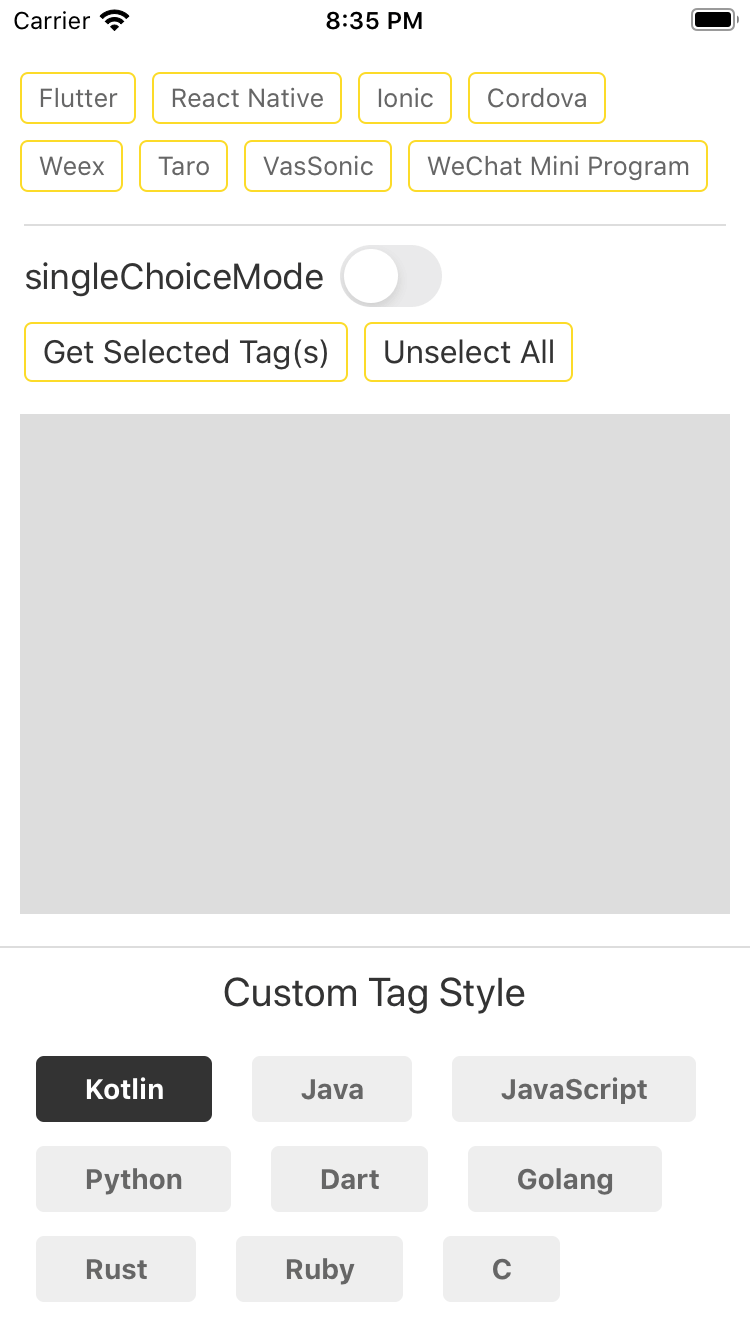 Carrier 8:35 PM
Flutter React Native Ionic Cordova
Weex Taro VasSonic WeChat Mini Program
singleChoiceMode
Get Selected Tag(s) Unselect All
Custom Tag Style
Kotlin Java JavaScript
Python Dart Golang
Rust Ruby C